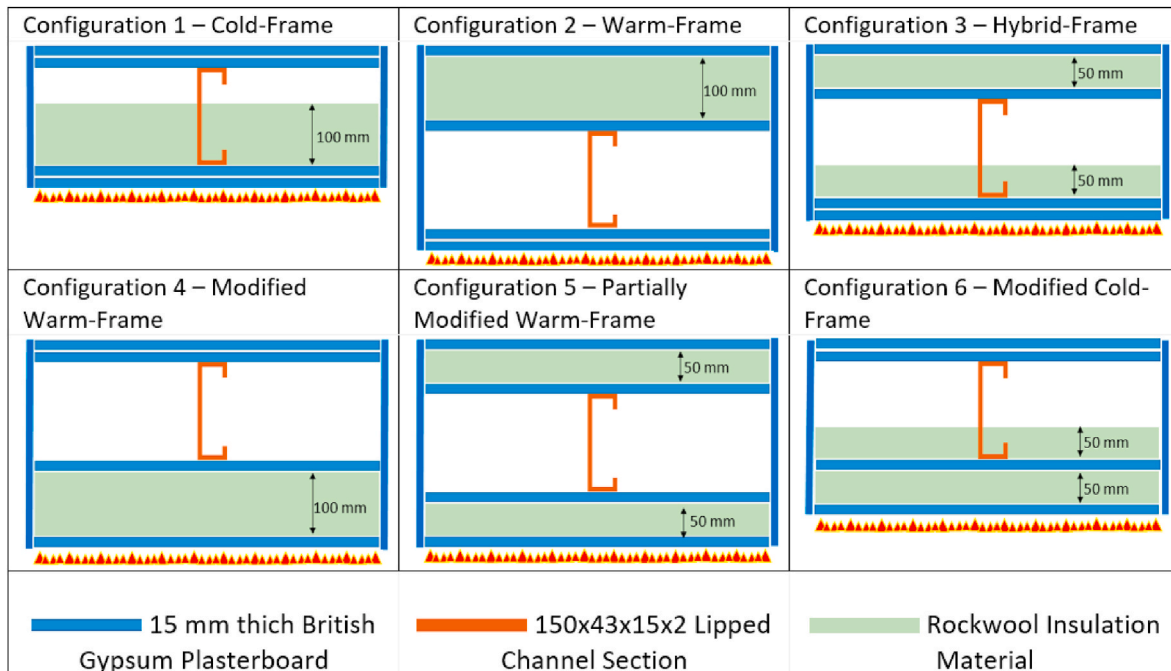 Configuration 1 – Cold-Frame
100 mm
Configuration 2 – Warm-Frame
100 mm
Configuration 3 – Hybrid-Frame
50 mm
50 mm
Configuration 4 – Modified
Warm-Frame
100 mm
Configuration 5 – Partially
Modified Warm-Frame
50 mm
50 mm
Configuration 6 – Modified Cold-
Frame
50 mm
50 mm
15 mm thich British
Gypsum Plasterboard
150x43x15x2 Lipped
Channel Section
Rockwool Insulation
Material